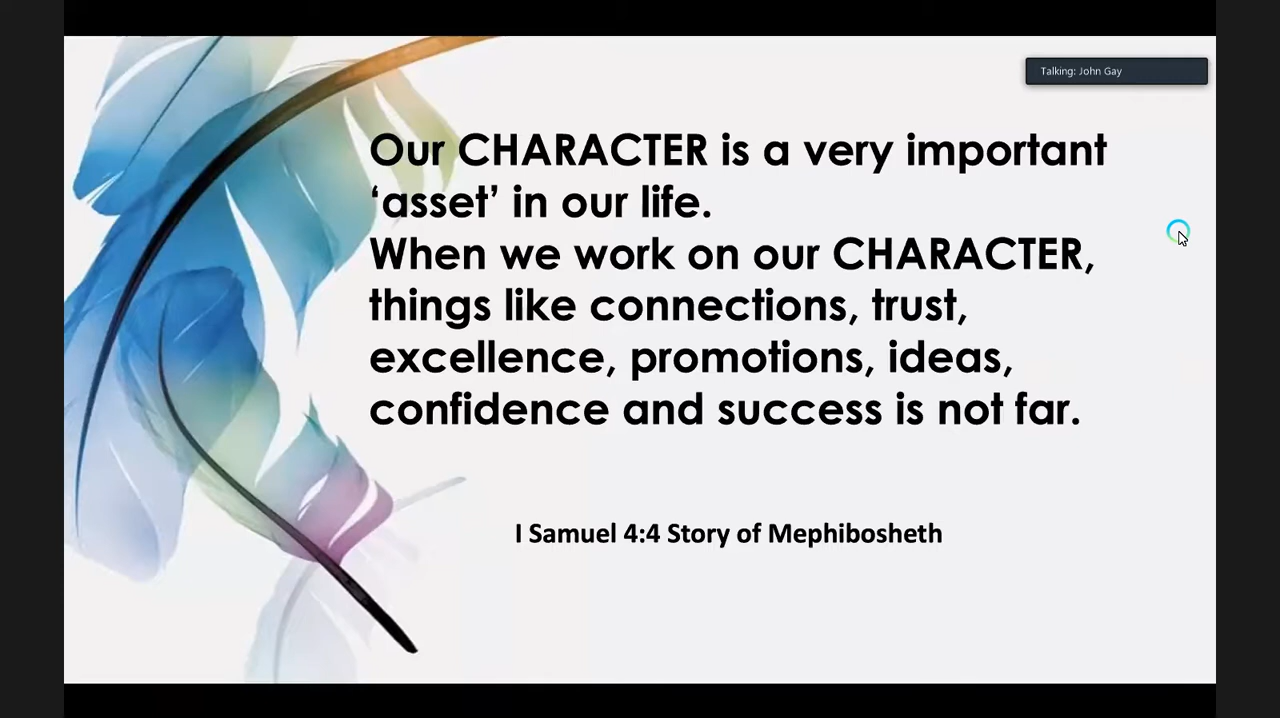 Talking: John Gay
Our CHARACTER is a very important
‘asset’ in our life.
When we work on our CHARACTER,
things like connections, trust,
excellence, promotions, ideas,
confidence and success is not far.
I Samuel 4:4 Story of Mephibosheth